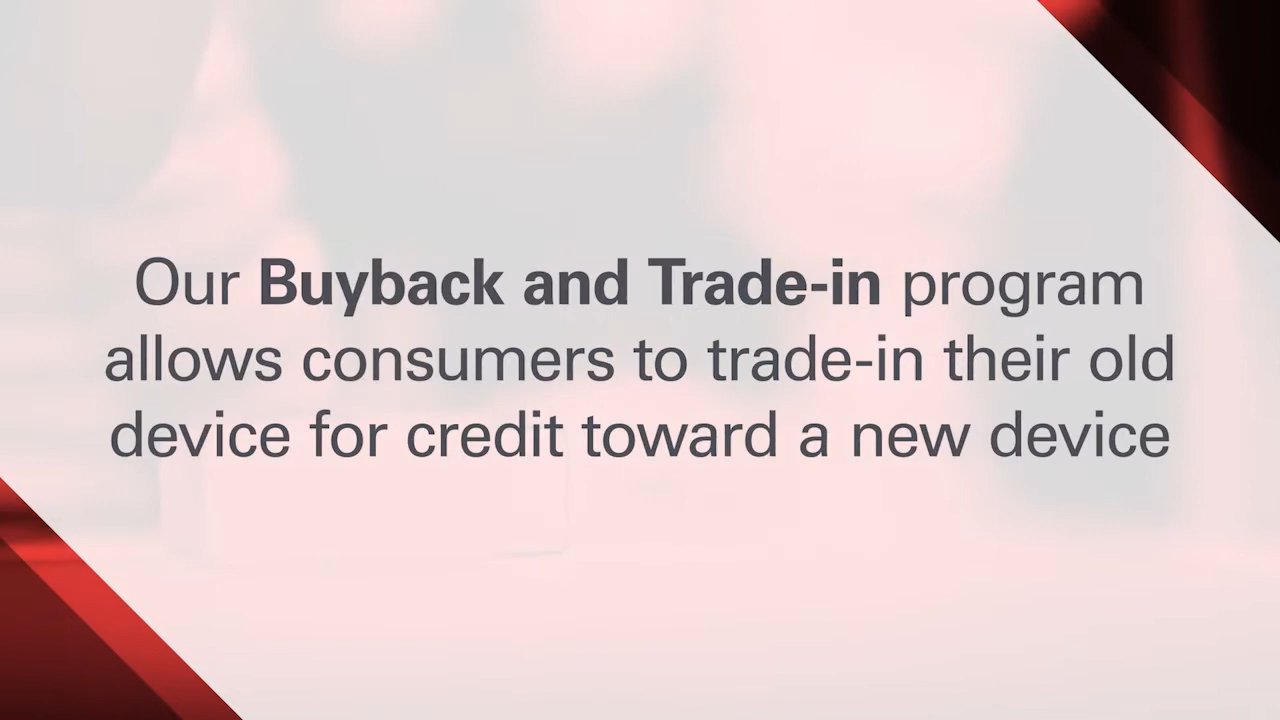 Our Buyback and Trade-in program
allows consumers to trade-in their old
device for credit toward a new device